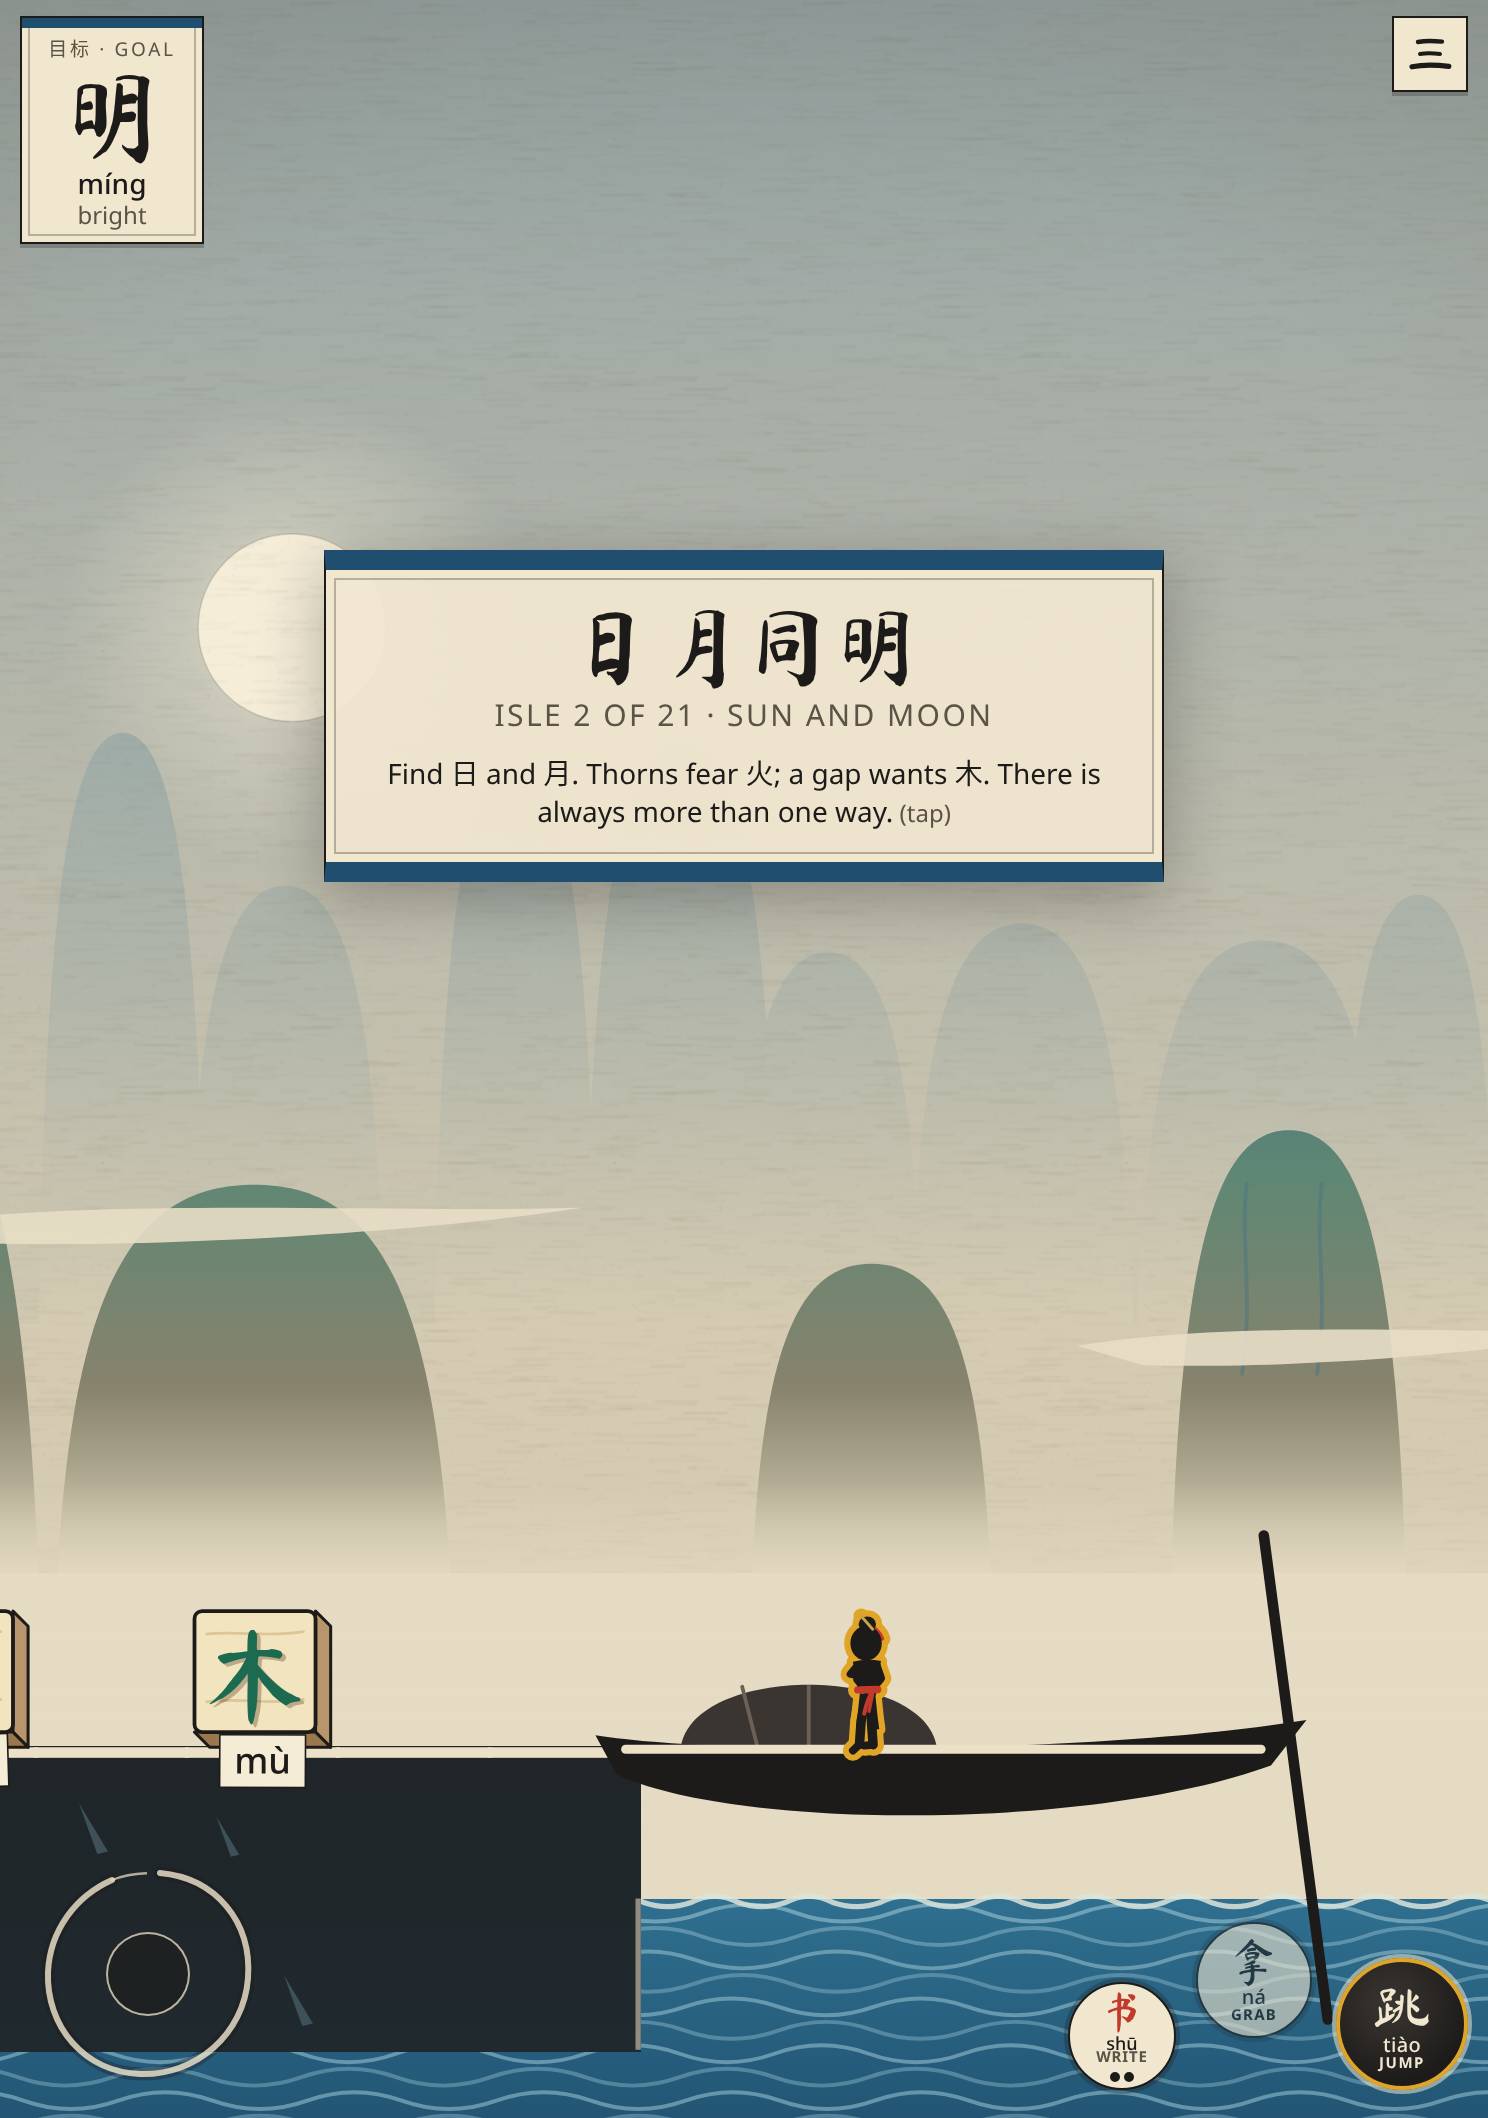 目标 · GOAL
明
míng
bright
三
日月同明
ISLE 2 OF 21 · SUN AND MOON
Find 日 and 月. Thorns fear 火; a gap wants 木. There is
always more than one way. (tap)
木
mù
书
shū
WRITE
拿
ná
GRAB
跳
tiào
JUMP